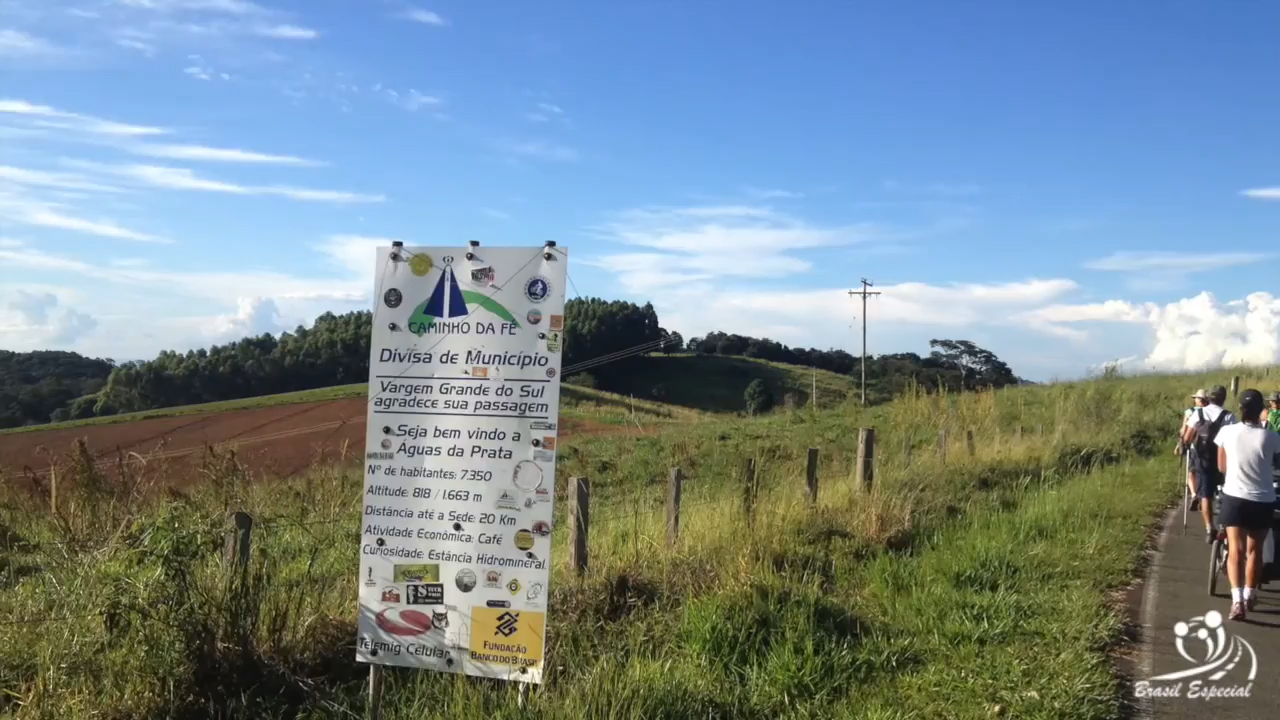 CAMINHO DA FÉ
Divisa de Município
Vargem Grande do Sul
agradece sua passagem
Seja bem vindo a
Águas da Prata
Nº de habitantes: 7.350
Altitude: 818 / 1.663 m
Distância até a Sede: 20 Km
Atividade Econômica: Café
Curiosidade: Estância Hidromineral
Telemig Celular
FUNDAÇÃO
BANCO DO BRASIL
Brasil Especial